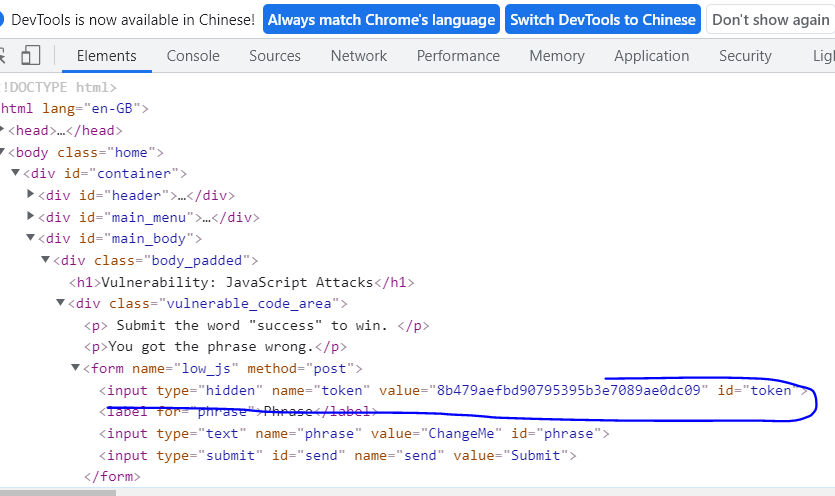 DevTools is now available in Chinese! Always match Chrome's language Switch DevTools to Chinese Don't show again
Elements Console Sources Network Performance Memory Application Security
<!DOCTYPE html>
html lang="en-GB">
<head>…</head>
<body class="home">
<div id="container">
<div id="header">…</div>
<div id="main_menu">…</div>
<div id="main_body">
<div class="body_padded">
<h1>Vulnerability: JavaScript Attacks</h1>
<div class="vulnerable_code_area">
<p> Submit the word "success" to win. </p>
<p>You got the phrase wrong.</p>
<form name="low_js" method="post">
<input type="hidden" name="token" value="8b479aefbd90795395b3e7089ae0dc09" id="token">
<label for="phrase">Phrase</label>
<input type="text" name="phrase" value="ChangeMe" id="phrase">
<input type="submit" id="send" name="send" value="Submit">
</form>